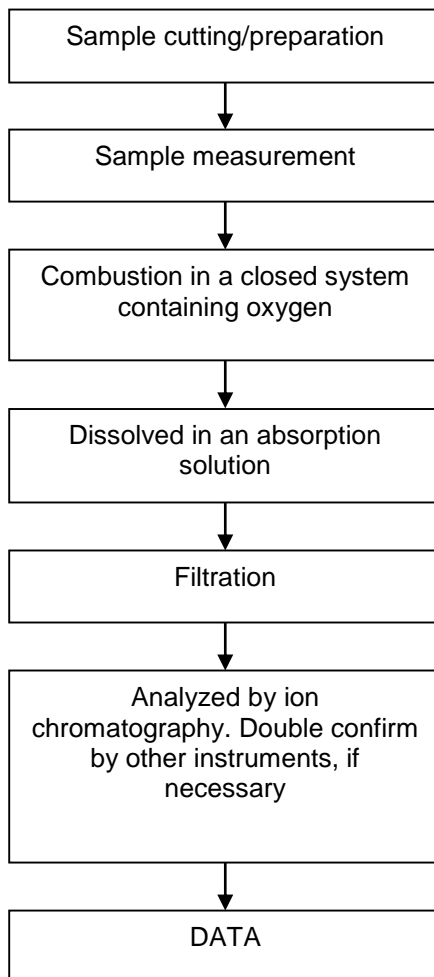 Sample cutting/preparation
Sample measurement
Combustion in a closed system
containing oxygen
Dissolved in an absorption
solution
Filtration
Analyzed by ion
chromatography. Double confirm
by other instruments, if
necessary
DATA